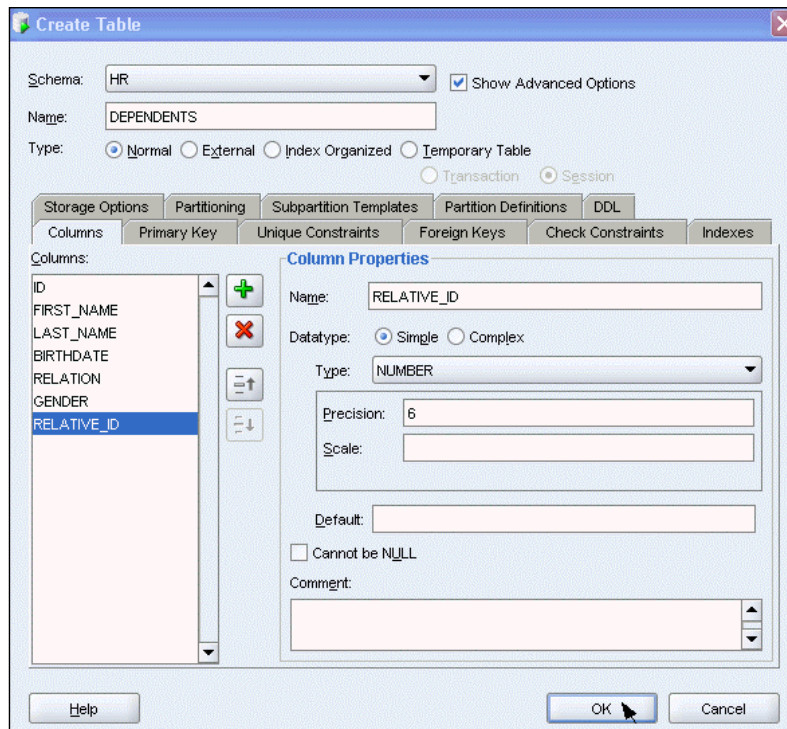 Create Table
Schema: HR Show Advanced Options
Name: DEPENDENTS
Type: Normal External Index Organized Temporary Table
Transaction Session
Storage Options Partitioning Subpartition Templates Partition Definitions DDL
Columns Primary Key Unique Constraints Foreign Keys Check Constraints Indexes
Columns:
ID
FIRST_NAME
LAST_NAME
BIRTHDATE
RELATION
GENDER
RELATIVE_ID
Column Properties
Name: RELATIVE_ID
Datatype: Simple Complex
Type: NUMBER
Precision: 6
Scale:
Default:
Cannot be NULL
Comment:
Help OK Cancel